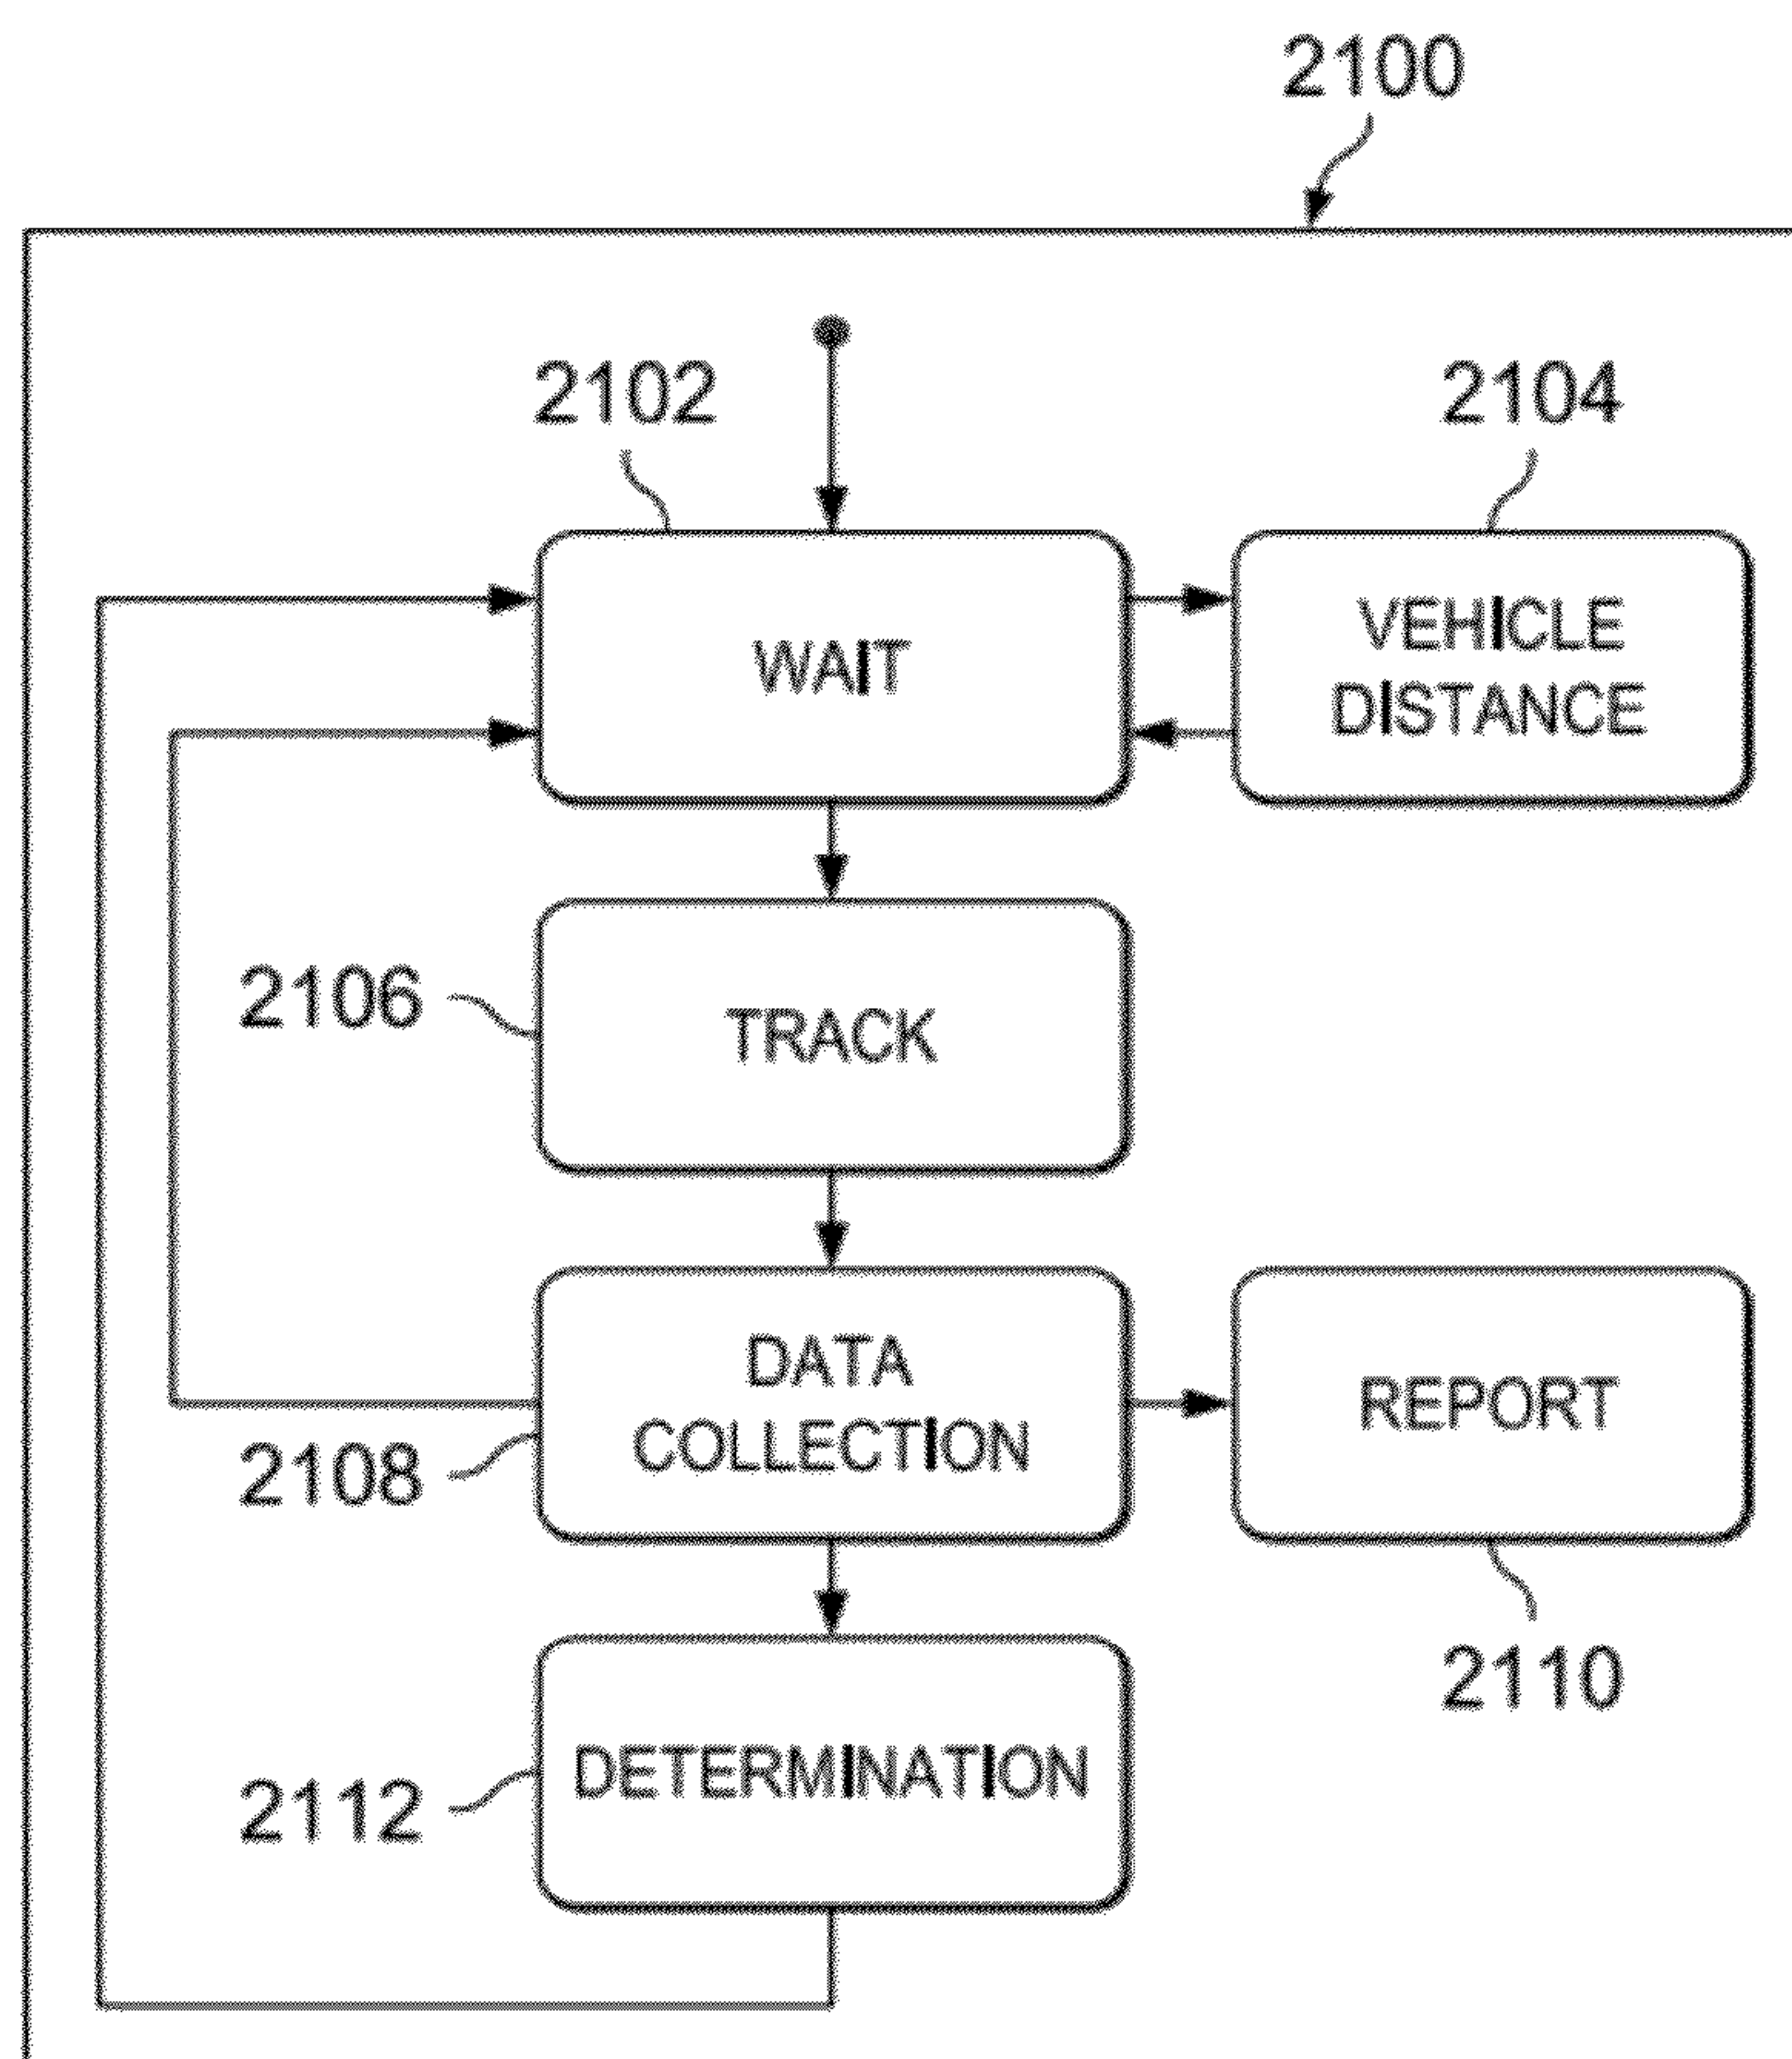 2100
2102
2104
WAIT
VEHICLE
DISTANCE
2106
TRACK
DATA
COLLECTION
2108
REPORT
2110
DETERMINATION
2112